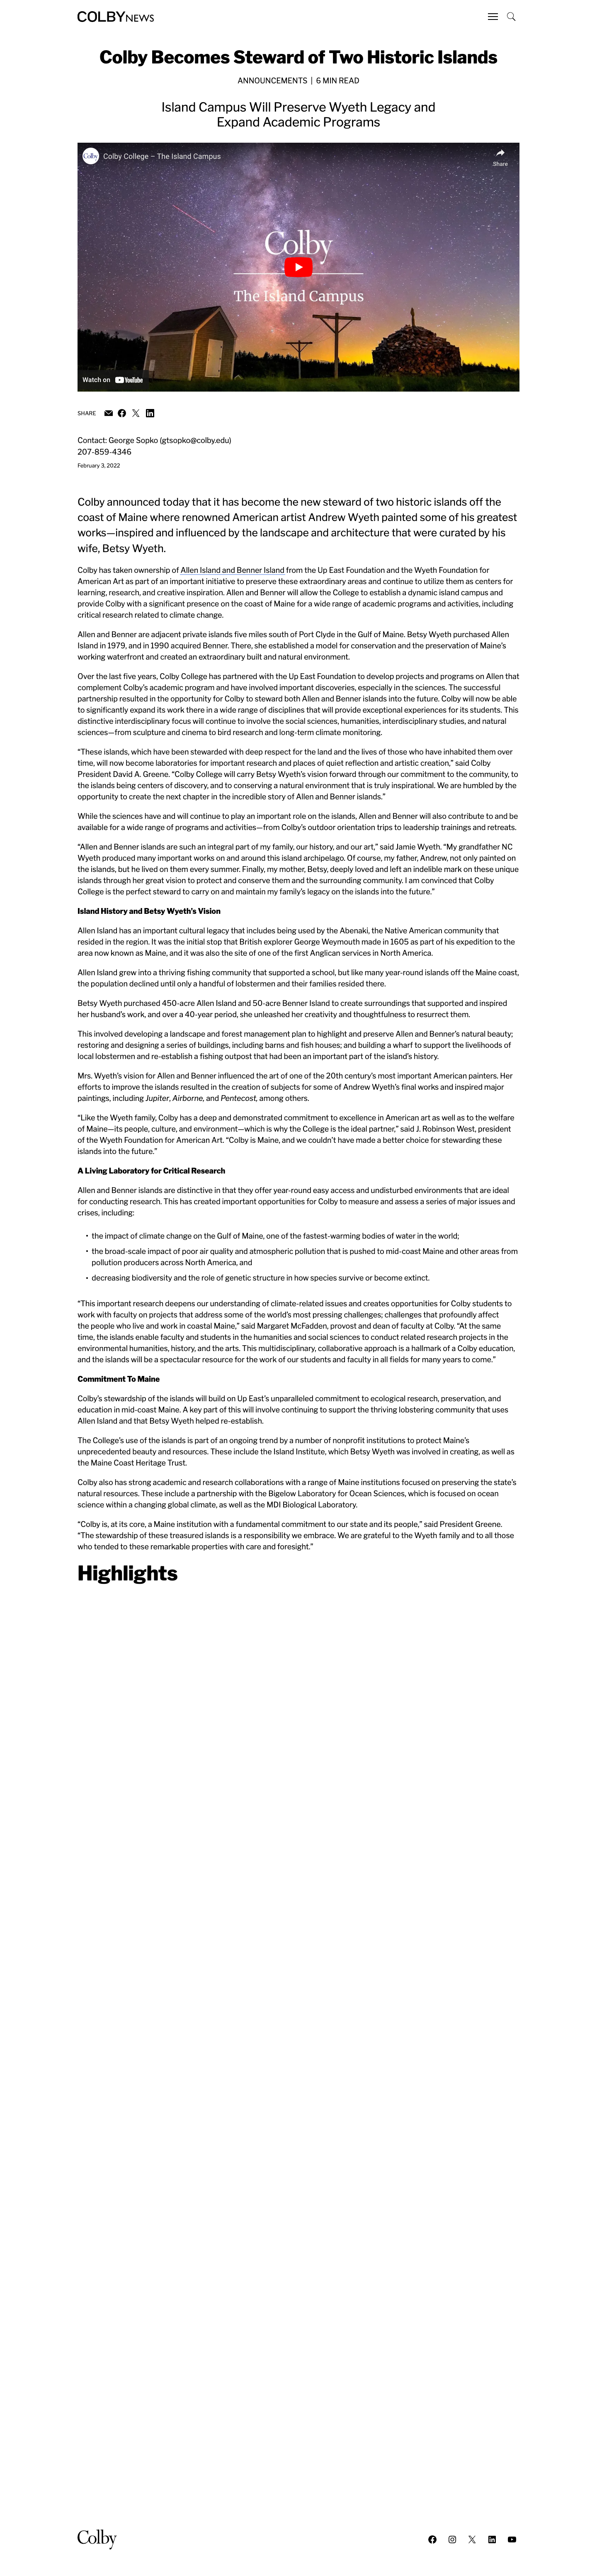 COLBYNEWS
Colby Becomes Steward of Two Historic Islands
ANNOUNCEMENTS | 6 MIN READ
Island Campus Will Preserve Wyeth Legacy and
Expand Academic Programs
Colby
Colby College – The Island Campus
Share
Colby
The Island Campus
Watch on YouTube
SHARE
Contact: George Sopko (gtsopko@colby.edu)
207-859-4346
February 3, 2022
Colby announced today that it has become the new steward of two historic islands off the
coast of Maine where renowned American artist Andrew Wyeth painted some of his greatest
works—inspired and influenced by the landscape and architecture that were curated by his
wife, Betsy Wyeth.
Colby has taken ownership of Allen Island and Benner Island from the Up East Foundation and the Wyeth Foundation for
American Art as part of an important initiative to preserve these extraordinary areas and continue to utilize them as centers for
learning, research, and creative inspiration. Allen and Benner will allow the College to establish a dynamic island campus and
provide Colby with a significant presence on the coast of Maine for a wide range of academic programs and activities, including
critical research related to climate change.
Allen and Benner are adjacent private islands five miles south of Port Clyde in the Gulf of Maine. Betsy Wyeth purchased Allen
Island in 1979, and in 1990 acquired Benner. There, she established a model for conservation and the preservation of Maine's
working waterfront and created an extraordinary built and natural environment.
Over the last five years, Colby College has partnered with the Up East Foundation to develop projects and programs on Allen that
complement Colby's academic program and have involved important discoveries, especially in the sciences. The successful
partnership resulted in the opportunity for Colby to steward both Allen and Benner islands into the future. Colby will now be able
to significantly expand its work there in a wide range of disciplines that will provide exceptional experiences for its students. This
distinctive interdisciplinary focus will continue to involve the social sciences, humanities, interdisciplinary studies, and natural
sciences—from sculpture and cinema to bird research and long-term climate monitoring.
"These islands, which have been stewarded with deep respect for the land and the lives of those who have inhabited them over
time, will now become laboratories for important research and places of quiet reflection and artistic creation," said Colby
President David A. Greene. "Colby College will carry Betsy Wyeth's vision forward through our commitment to the community, to
the islands being centers of discovery, and to conserving a natural environment that is truly inspirational. We are humbled by the
opportunity to create the next chapter in the incredible story of Allen and Benner islands."
While the sciences have and will continue to play an important role on the islands, Allen and Benner will also contribute to and be
available for a wide range of programs and activities—from Colby's outdoor orientation trips to leadership trainings and retreats.
"Allen and Benner islands are such an integral part of my family, our history, and our art," said Jamie Wyeth. "My grandfather NC
Wyeth produced many important works on and around this island archipelago. Of course, my father, Andrew, not only painted on
the islands, but he lived on them every summer. Finally, my mother, Betsy, deeply loved and left an indelible mark on these unique
islands through her great vision to protect and conserve them and the surrounding community. I am convinced that Colby
College is the perfect steward to carry on and maintain my family's legacy on the islands into the future."
Island History and Betsy Wyeth's Vision
Allen Island has an important cultural legacy that includes being used by the Abenaki, the Native American community that
resided in the region. It was the initial stop that British explorer George Weymouth made in 1605 as part of his expedition to the
area now known as Maine, and it was also the site of one of the first Anglican services in North America.
Allen Island grew into a thriving fishing community that supported a school, but like many year-round islands off the Maine coast,
the population declined until only a handful of lobstermen and their families resided there.
Betsy Wyeth purchased 450-acre Allen Island and 50-acre Benner Island to create surroundings that supported and inspired
her husband's work, and over a 40-year period, she unleashed her creativity and thoughtfulness to resurrect them.
This involved developing a landscape and forest management plan to highlight and preserve Allen and Benner's natural beauty;
restoring and designing a series of buildings, including barns and fish houses; and building a wharf to support the livelihoods of
local lobstermen and re-establish a fishing outpost that had been an important part of the island's history.
Mrs. Wyeth's vision for Allen and Benner influenced the art of one of the 20th century's most important American painters. Her
efforts to improve the islands resulted in the creation of subjects for some of Andrew Wyeth's final works and inspired major
paintings, including Jupiter, Airborne, and Pentecost, among others.
"Like the Wyeth family, Colby has a deep and demonstrated commitment to excellence in American art as well as to the welfare
of Maine—its people, culture, and environment—which is why the College is the ideal partner," said J. Robinson West, president
of the Wyeth Foundation for American Art. "Colby is Maine, and we couldn't have made a better choice for stewarding these
islands into the future."
A Living Laboratory for Critical Research
Allen and Benner islands are distinctive in that they offer year-round easy access and undisturbed environments that are ideal
for conducting research. This has created important opportunities for Colby to measure and assess a series of major issues and
crises, including:
• the impact of climate change on the Gulf of Maine, one of the fastest-warming bodies of water in the world;
• the broad-scale impact of poor air quality and atmospheric pollution that is pushed to mid-coast Maine and other areas from
pollution producers across North America, and
• decreasing biodiversity and the role of genetic structure in how species survive or become extinct.
"This important research deepens our understanding of climate-related issues and creates opportunities for Colby students to
work with faculty on projects that address some of the world's most pressing challenges; challenges that profoundly affect
the people who live and work in coastal Maine," said Margaret McFadden, provost and dean of faculty at Colby. "At the same
time, the islands enable faculty and students in the humanities and social sciences to conduct related research projects in the
environmental humanities, history, and the arts. This multidisciplinary, collaborative approach is a hallmark of a Colby education,
and the islands will be a spectacular resource for the work of our students and faculty in all fields for many years to come."
Commitment To Maine
Colby's stewardship of the islands will build on Up East's unparalleled commitment to ecological research, preservation, and
education in mid-coast Maine. A key part of this will involve continuing to support the thriving lobstering community that uses
Allen Island and that Betsy Wyeth helped re-establish.
The College's use of the islands is part of an ongoing trend by a number of nonprofit institutions to protect Maine's
unprecedented beauty and resources. These include the Island Institute, which Betsy Wyeth was involved in creating, as well as
the Maine Coast Heritage Trust.
Colby also has strong academic and research collaborations with a range of Maine institutions focused on preserving the state's
natural resources. These include a partnership with the Bigelow Laboratory for Ocean Sciences, which is focused on ocean
science within a changing global climate, as well as the MDI Biological Laboratory.
"Colby is, at its core, a Maine institution with a fundamental commitment to our state and its people," said President Greene.
"The stewardship of these treasured islands is a responsibility we embrace. We are grateful to the Wyeth family and to all those
who tended to these remarkable properties with care and foresight."
Highlights
Colby